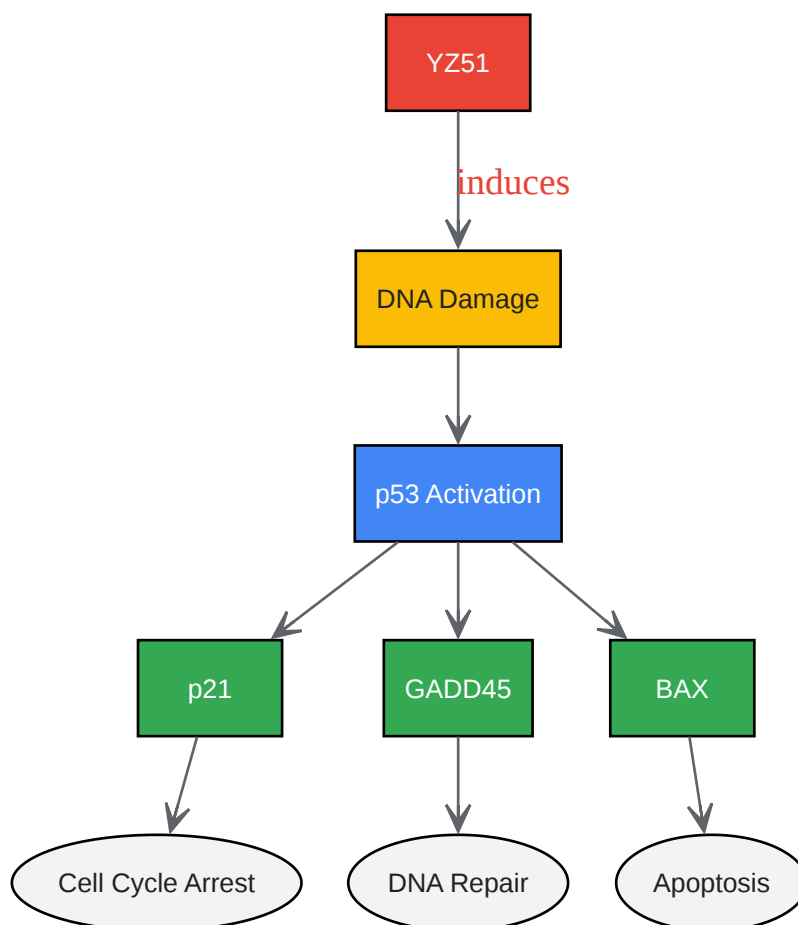 YZ51
induces
DNA Damage
p53 Activation
p21
GADD45
BAX
Cell Cycle Arrest
DNA Repair
Apoptosis